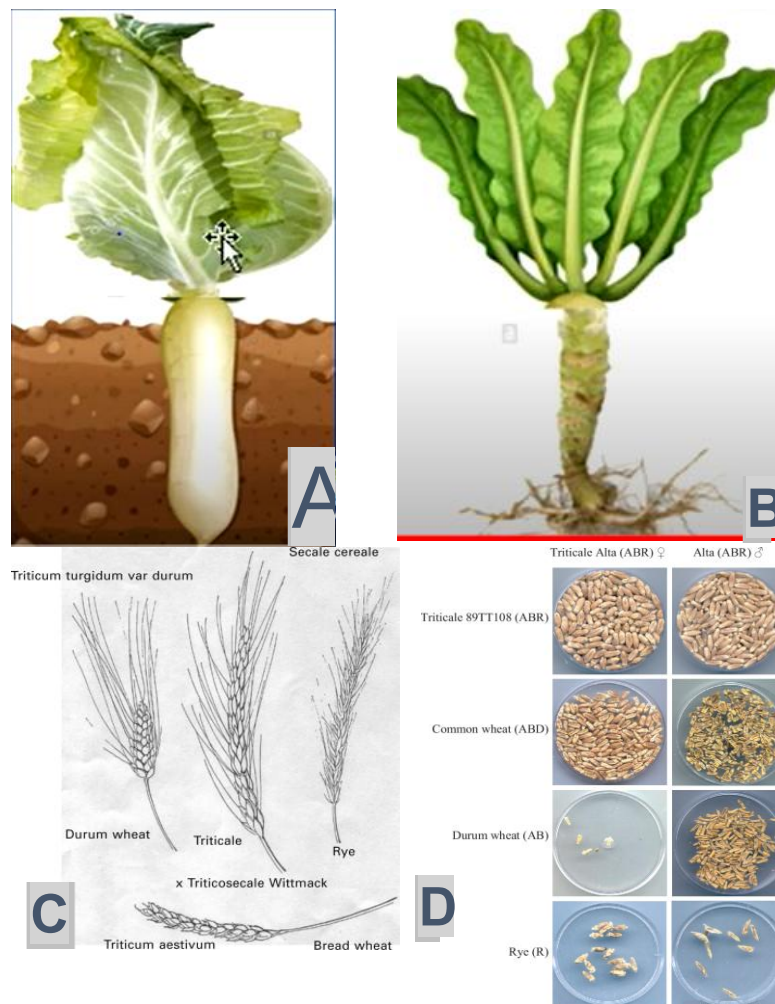 A
B
Secale cereale
Triticum turgidum var durum
Durum wheat
Triticale
Rye
x Triticosecale Wittmack
C
Triticum aestivum
Bread wheat
Triticale Alta (ABR) ♀
Alta (ABR) ♂
Triticale 89TT108 (ABR)
Common wheat (ABD)
Durum wheat (AB)
D
Rye (R)